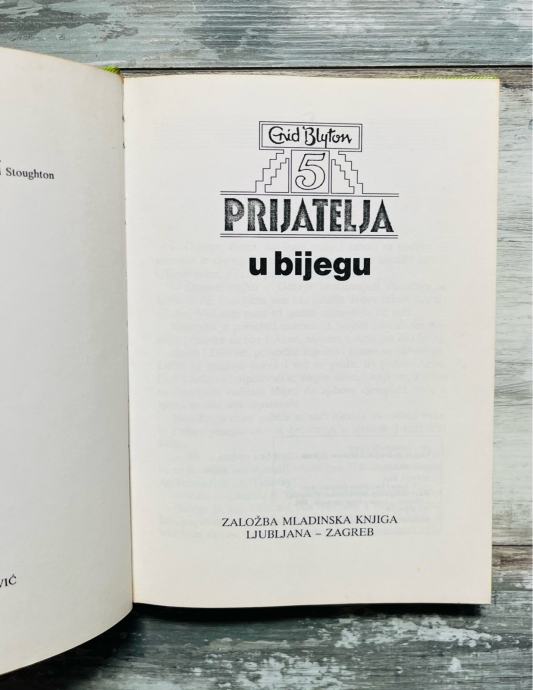 Stoughton
VIĆ
Enid Blyton
5
PRIJATELJA
u bijegu
ZALOŽBA MLADINSKA KNJIGA
LJUBLJANA – ZAGREB